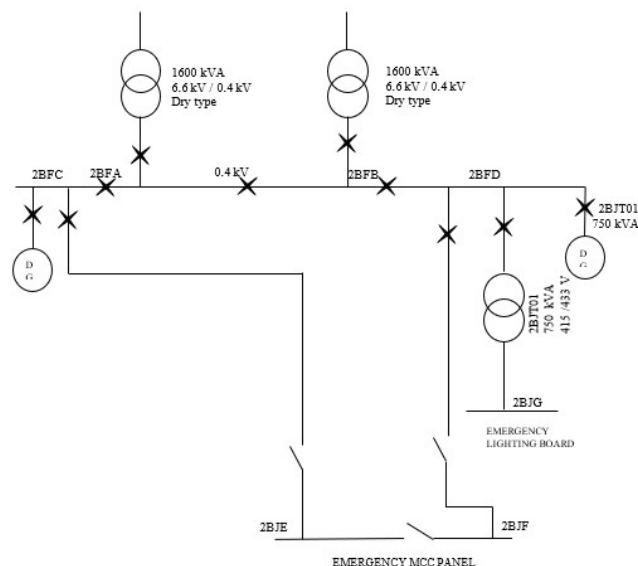 1600 kVA
6.6 kV / 0.4 kV
Dry type
1600 kVA
6.6 kV / 0.4 kV
Dry type
2BFC
2BFA
0.4 kV
2BFB
2BFD
2BJT01
750 kVA
D
G
D
G
2BJT01
750 kVA
415 /433 V
2BJG
EMERGENCY
LIGHTING BOARD
2BJE
2BJF
EMERGENCY MCC PANEL